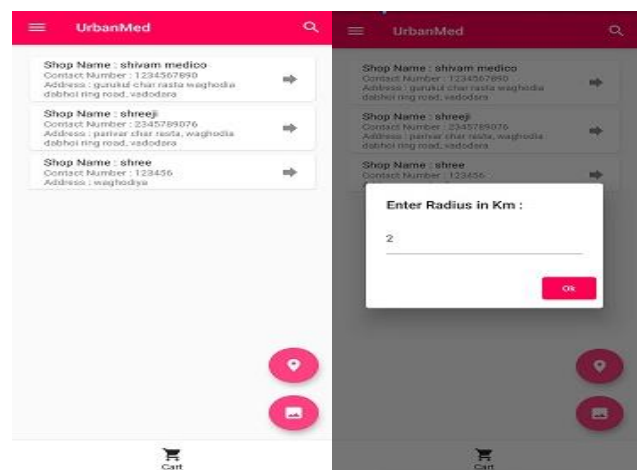 UrbanMed
Shop Name : shivam medico
Contact Number : 1234567890
Address : gurukul char rasta waghodia
dabhoi ring road, vadodara
Shop Name : shreeji
Contact Number : 2345789076
Address : parivar char rasta, waghodia
dabhoi ring road, vadodara
Shop Name : shree
Contact Number : 123456
Address : waghodiya
Cart
UrbanMed
Shop Name : shivam medico
Contact Number : 1234567890
Address : gurukul char rasta waghodia
dabhoi ring road, vadodara
Shop Name : shreeji
Contact Number : 2345789076
Address : parivar char rasta, waghodia
dabhoi ring road, vadodara
Shop Name : shree
Contact Number : 123456
Enter Radius in Km :
2
Ok
Cart